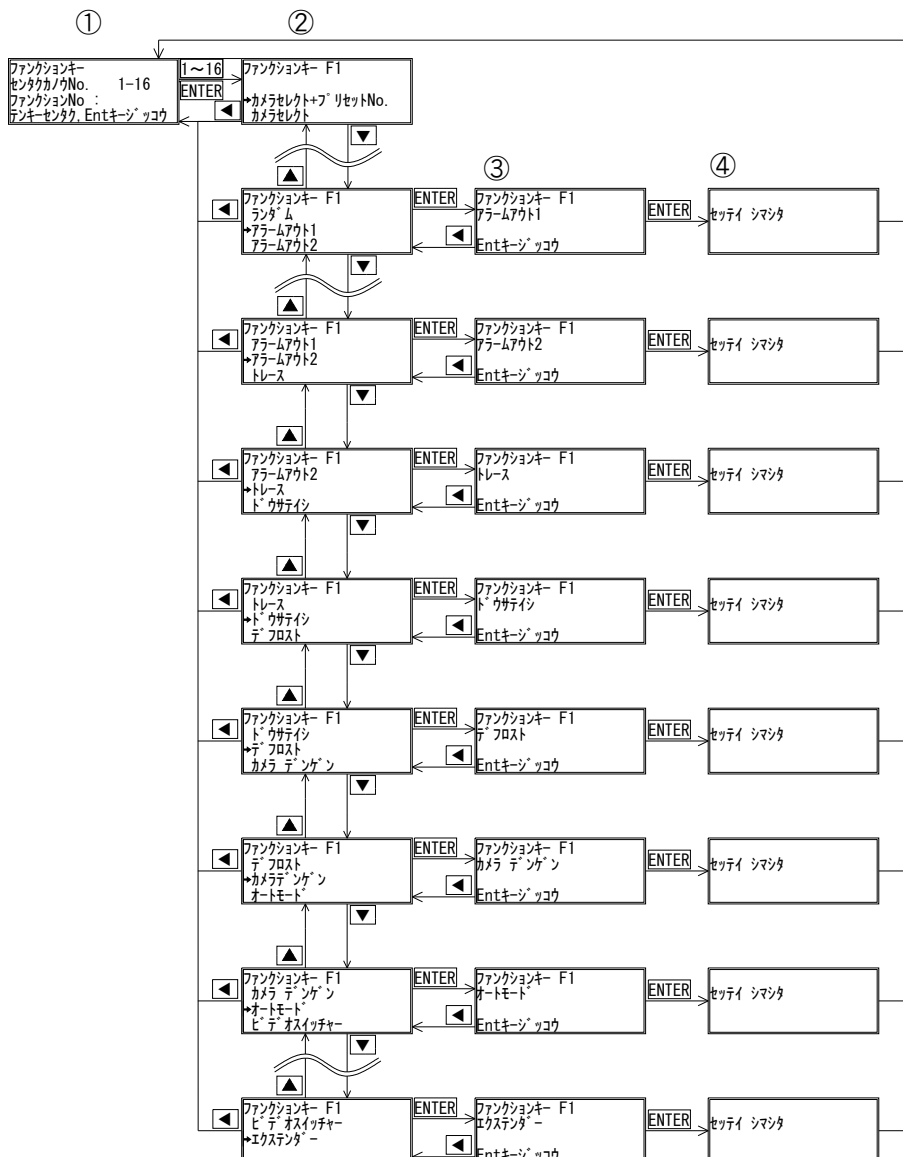 ①
②
ファンクションキー
センタクカノウNo. 1-16
ファンクションNo :
テンキーセンタク,Entキージッコウ
1~16
ENTER
◀
ファンクションキー F1
→カメラセレクト+プリセットNo.
カメラセレクト
▼
▲
③
④
◀
ファンクションキー F1
ランダム
→アラームアウト1
アラームアウト2
ENTER
◀
ファンクションキー F1
アラームアウト1
Entキージッコウ
ENTER
セッテイ シマシタ
▼
▲
◀
ファンクションキー F1
アラームアウト1
→アラームアウト2
トレース
ENTER
◀
ファンクションキー F1
アラームアウト2
Entキージッコウ
ENTER
セッテイ シマシタ
▼
▲
◀
ファンクションキー F1
アラームアウト2
→トレース
ドウサテイシ
ENTER
◀
ファンクションキー F1
トレース
Entキージッコウ
ENTER
セッテイ シマシタ
▼
▲
◀
ファンクションキー F1
トレース
→ドウサテイシ
デフロスト
ENTER
◀
ファンクションキー F1
ドウサテイシ
Entキージッコウ
ENTER
セッテイ シマシタ
▼
▲
◀
ファンクションキー F1
ドウサテイシ
→デフロスト
カメラ デンゲン
ENTER
◀
ファンクションキー F1
デフロスト
Entキージッコウ
ENTER
セッテイ シマシタ
▼
▲
◀
ファンクションキー F1
デフロスト
→カメラデンゲン
オートモード
ENTER
◀
ファンクションキー F1
カメラ デンゲン
Entキージッコウ
ENTER
セッテイ シマシタ
▼
▲
◀
ファンクションキー F1
カメラ デンゲン
→オートモード
ビデオスイッチャー
ENTER
◀
ファンクションキー F1
オートモード
Entキージッコウ
ENTER
セッテイ シマシタ
▼
▲
◀
ファンクションキー F1
ビデオスイッチャー
→エクステンダー
ENTER
◀
ファンクションキー F1
エクステンダー
Entキージッコウ
ENTER
セッテイ シマシタ